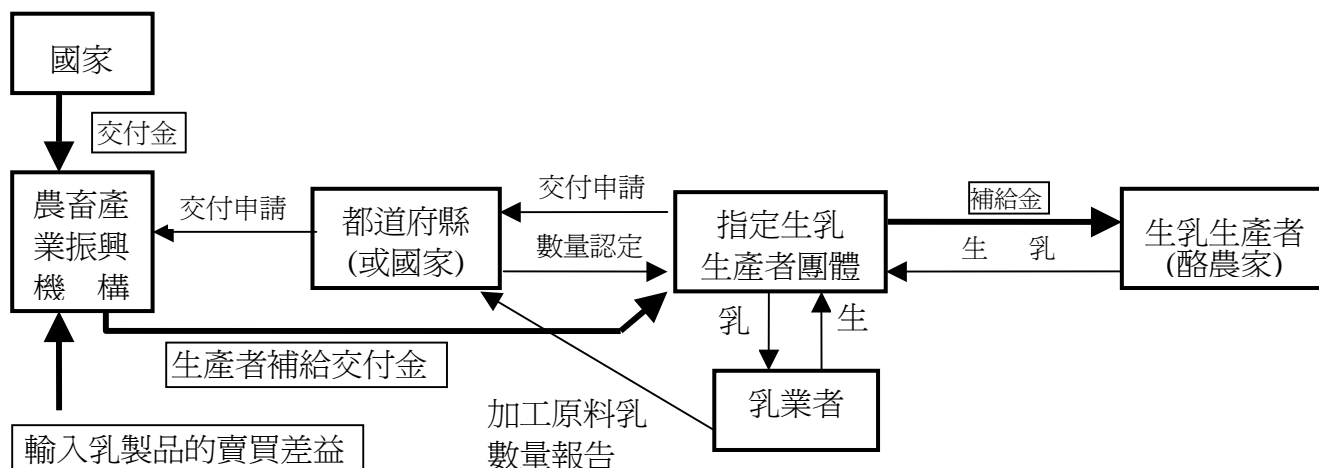 國家
交付金
農畜產
業振興
機 構
交付申請
都道府縣
(或國家)
交付申請
數量認定
指定生乳
生產者團體
補給金
生 乳
生乳生產者
(酪農家)
乳 生
生產者補給交付金
乳業者
加工原料乳
數量報告
輸入乳製品的賣買差益